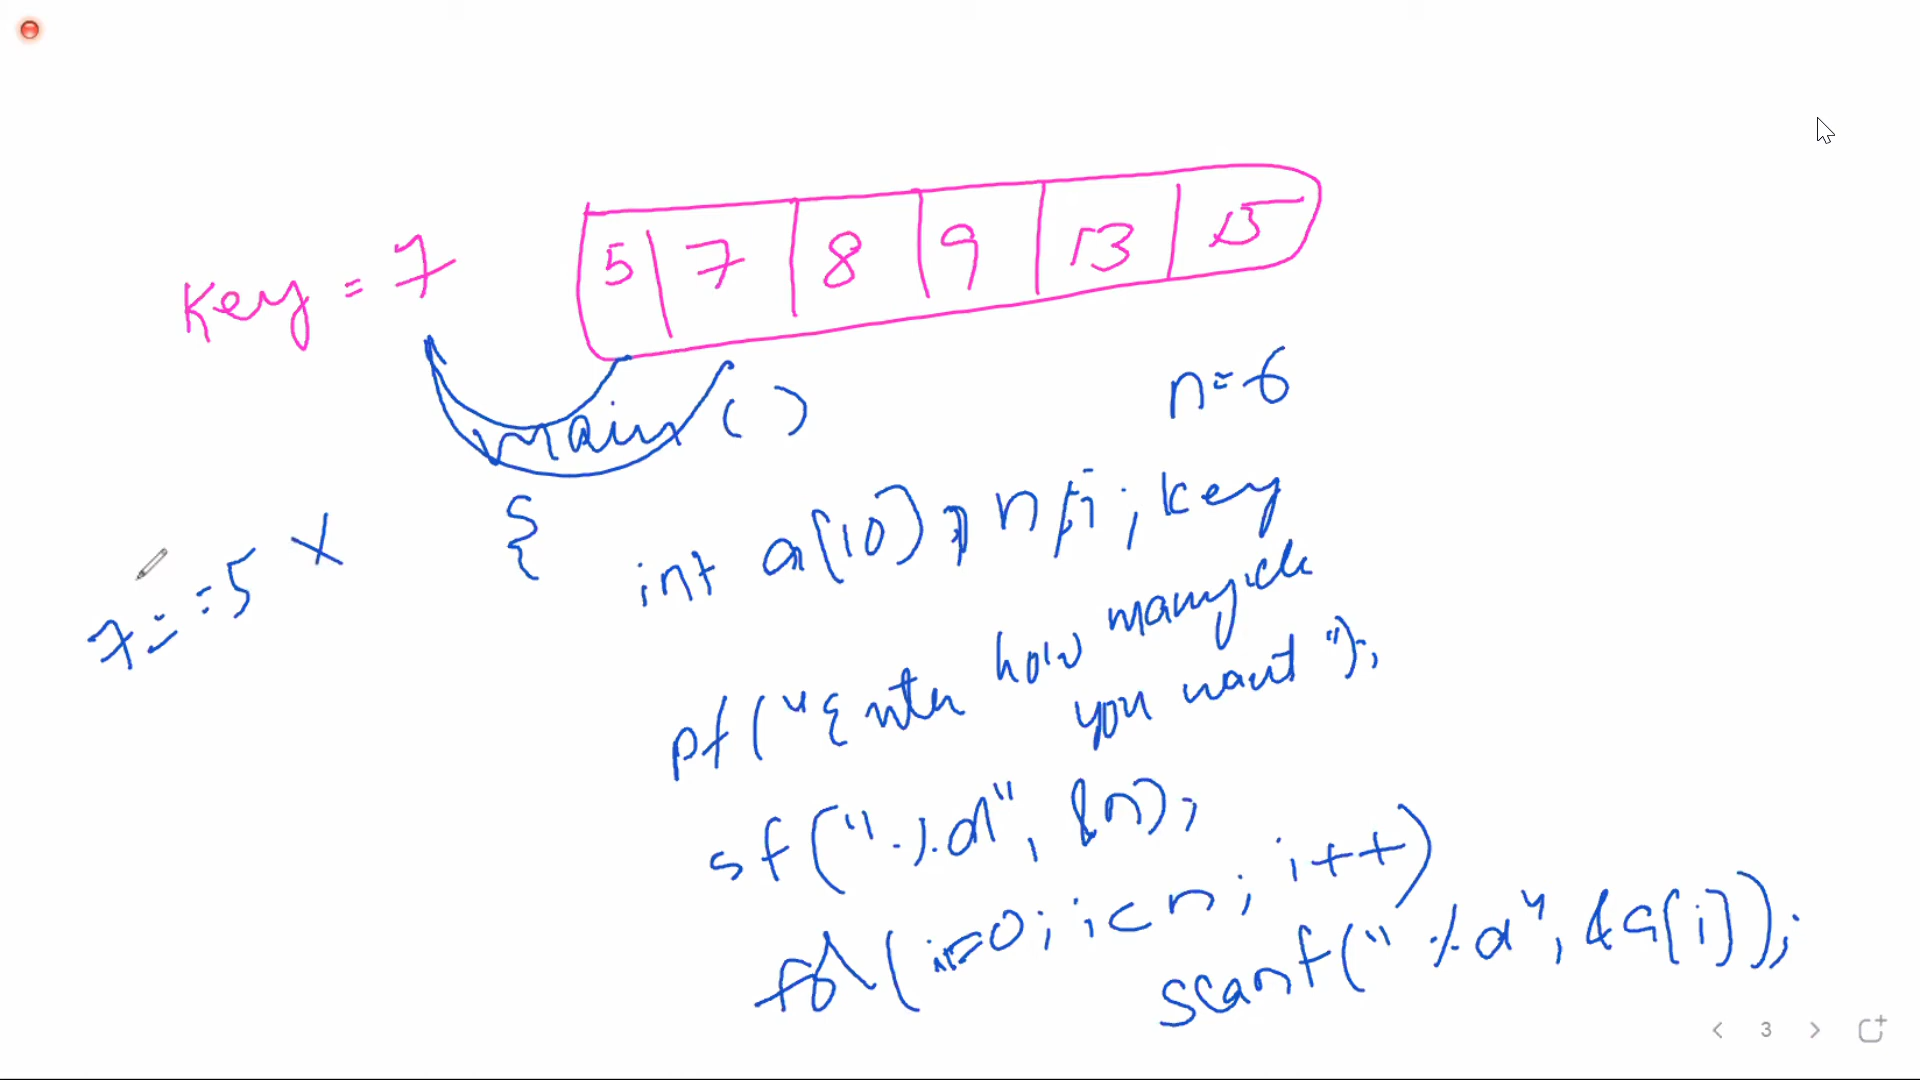 Key = 7
5 7 8 9 13 15
n=6
main ( )
{
7 == 5 X
int a[10], n, i ; key
pf("Enter how many ele
you want");
sf("%d", &n);
for(i=0; i<n; i++)
scanf("%d", &a[i]);
3